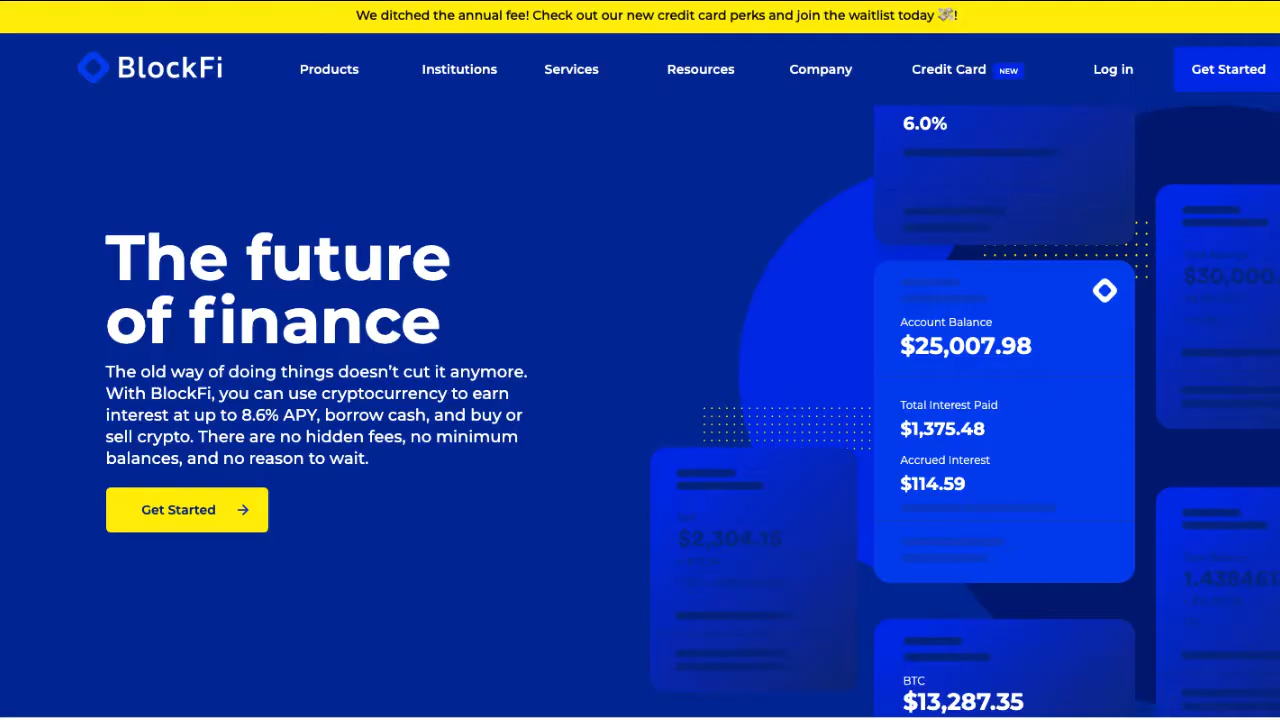 We ditched the annual fee! Check out our new credit card perks and join the waitlist today 💸!
BlockFi
Products
Institutions
Services
Resources
Company
Credit Card NEW
Log in
Get Started
The future
of finance
The old way of doing things doesn't cut it anymore.
With BlockFi, you can use cryptocurrency to earn
interest at up to 8.6% APY, borrow cash, and buy or
sell crypto. There are no hidden fees, no minimum
balances, and no reason to wait.
Get Started →
6.0%
Account Balance
$25,007.98
Total Interest Paid
$1,375.48
Accrued Interest
$114.59
$2,304.15
BTC
$13,287.35
$30,000.